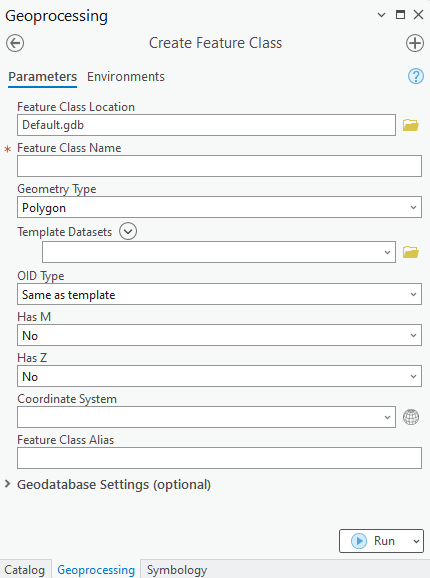 Geoprocessing
Create Feature Class
Parameters Environments
Feature Class Location
Default.gdb
* Feature Class Name
Geometry Type
Polygon
Template Datasets
OID Type
Same as template
Has M
No
Has Z
No
Coordinate System
Feature Class Alias
Geodatabase Settings (optional)
Run
Catalog Geoprocessing Symbology